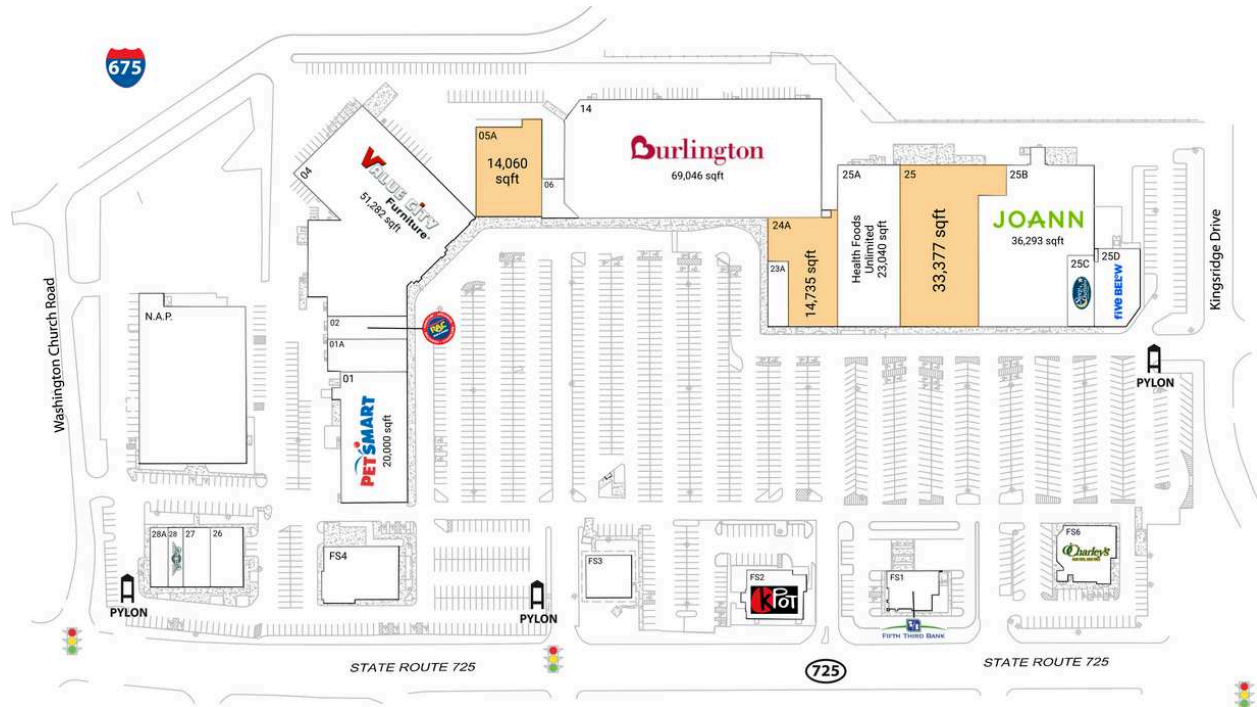 675
05A
14,060
sqft
06
14
Burlington
69,046 sqft
04
VALUE CITY
Furniture
51,282 sqft
25A
Health Foods
Unlimited
23,040 sqft
25
33,377 sqft
25B
JOANN
36,293 sqft
24A
14,735 sqft
23A
25C
25D
five BELOW
Kingsridge Drive
Washington Church Road
N.A.P.
02
RAC
01A
01
PETSMART
20,000 sqft
PYLON
28A
28
27
26
FS4
FS3
FS2
KPOT
FS1
FIFTH THIRD BANK
FS6
O'Charley's
PYLON
PYLON
STATE ROUTE 725
725
STATE ROUTE 725